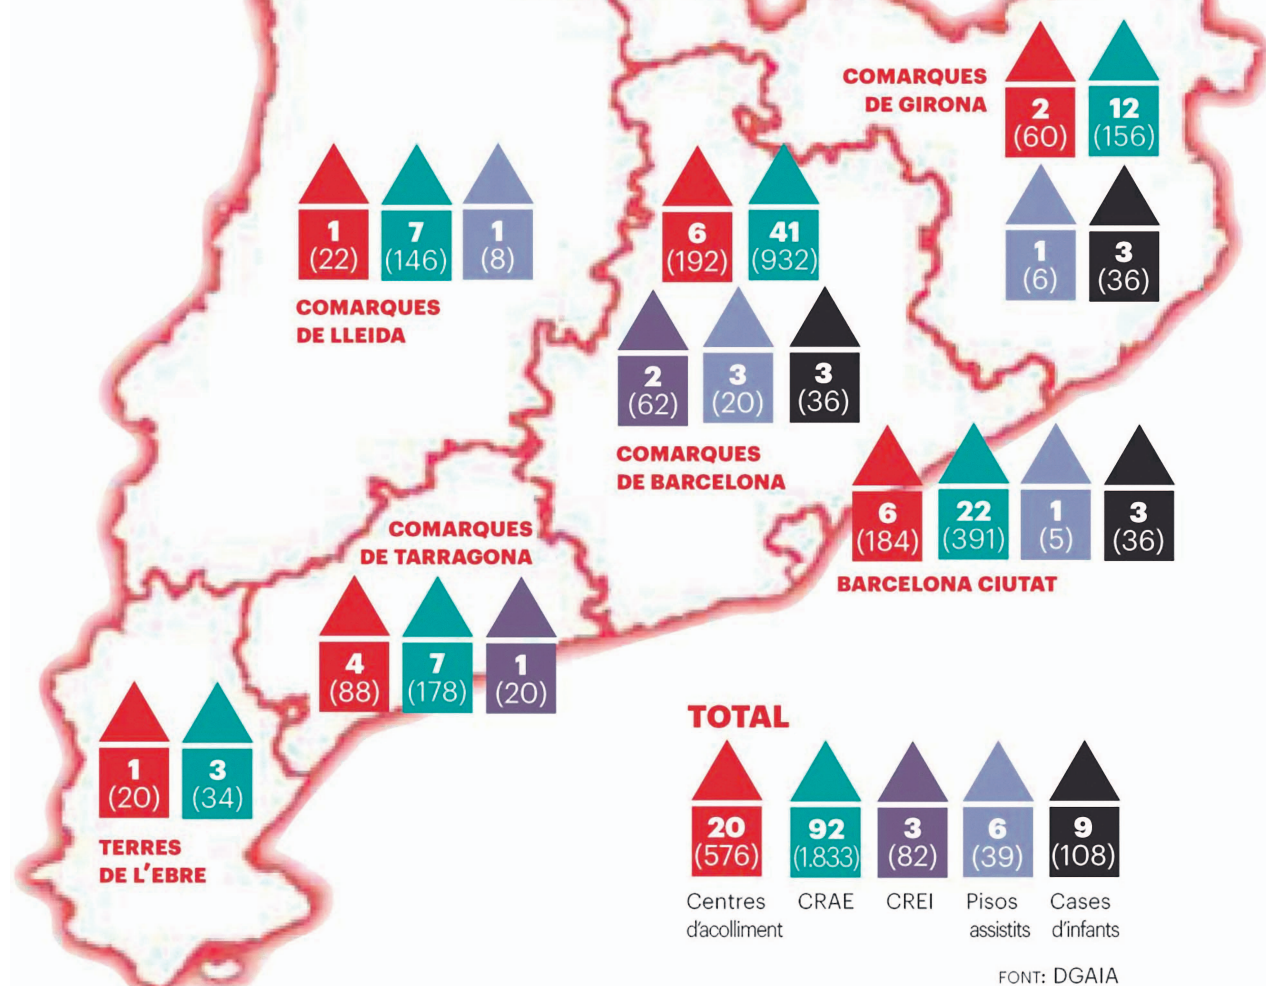 COMARQUES
DE GIRONA
2
(60)
12
(156)
1
(6)
3
(36)
1
(22)
7
(146)
1
(8)
COMARQUES
DE LLEIDA
6
(192)
41
(932)
2
(62)
3
(20)
3
(36)
COMARQUES
DE BARCELONA
6
(184)
22
(391)
1
(5)
3
(36)
BARCELONA CIUTAT
COMARQUES
DE TARRAGONA
4
(88)
7
(178)
1
(20)
1
(20)
3
(34)
TERRES
DE L'EBRE
TOTAL
20
(576)
92
(1.833)
3
(82)
6
(39)
9
(108)
Centres
d'acolliment
CRAE
CREI
Pisos
assistits
Cases
d'infants
FONT: DGAIA